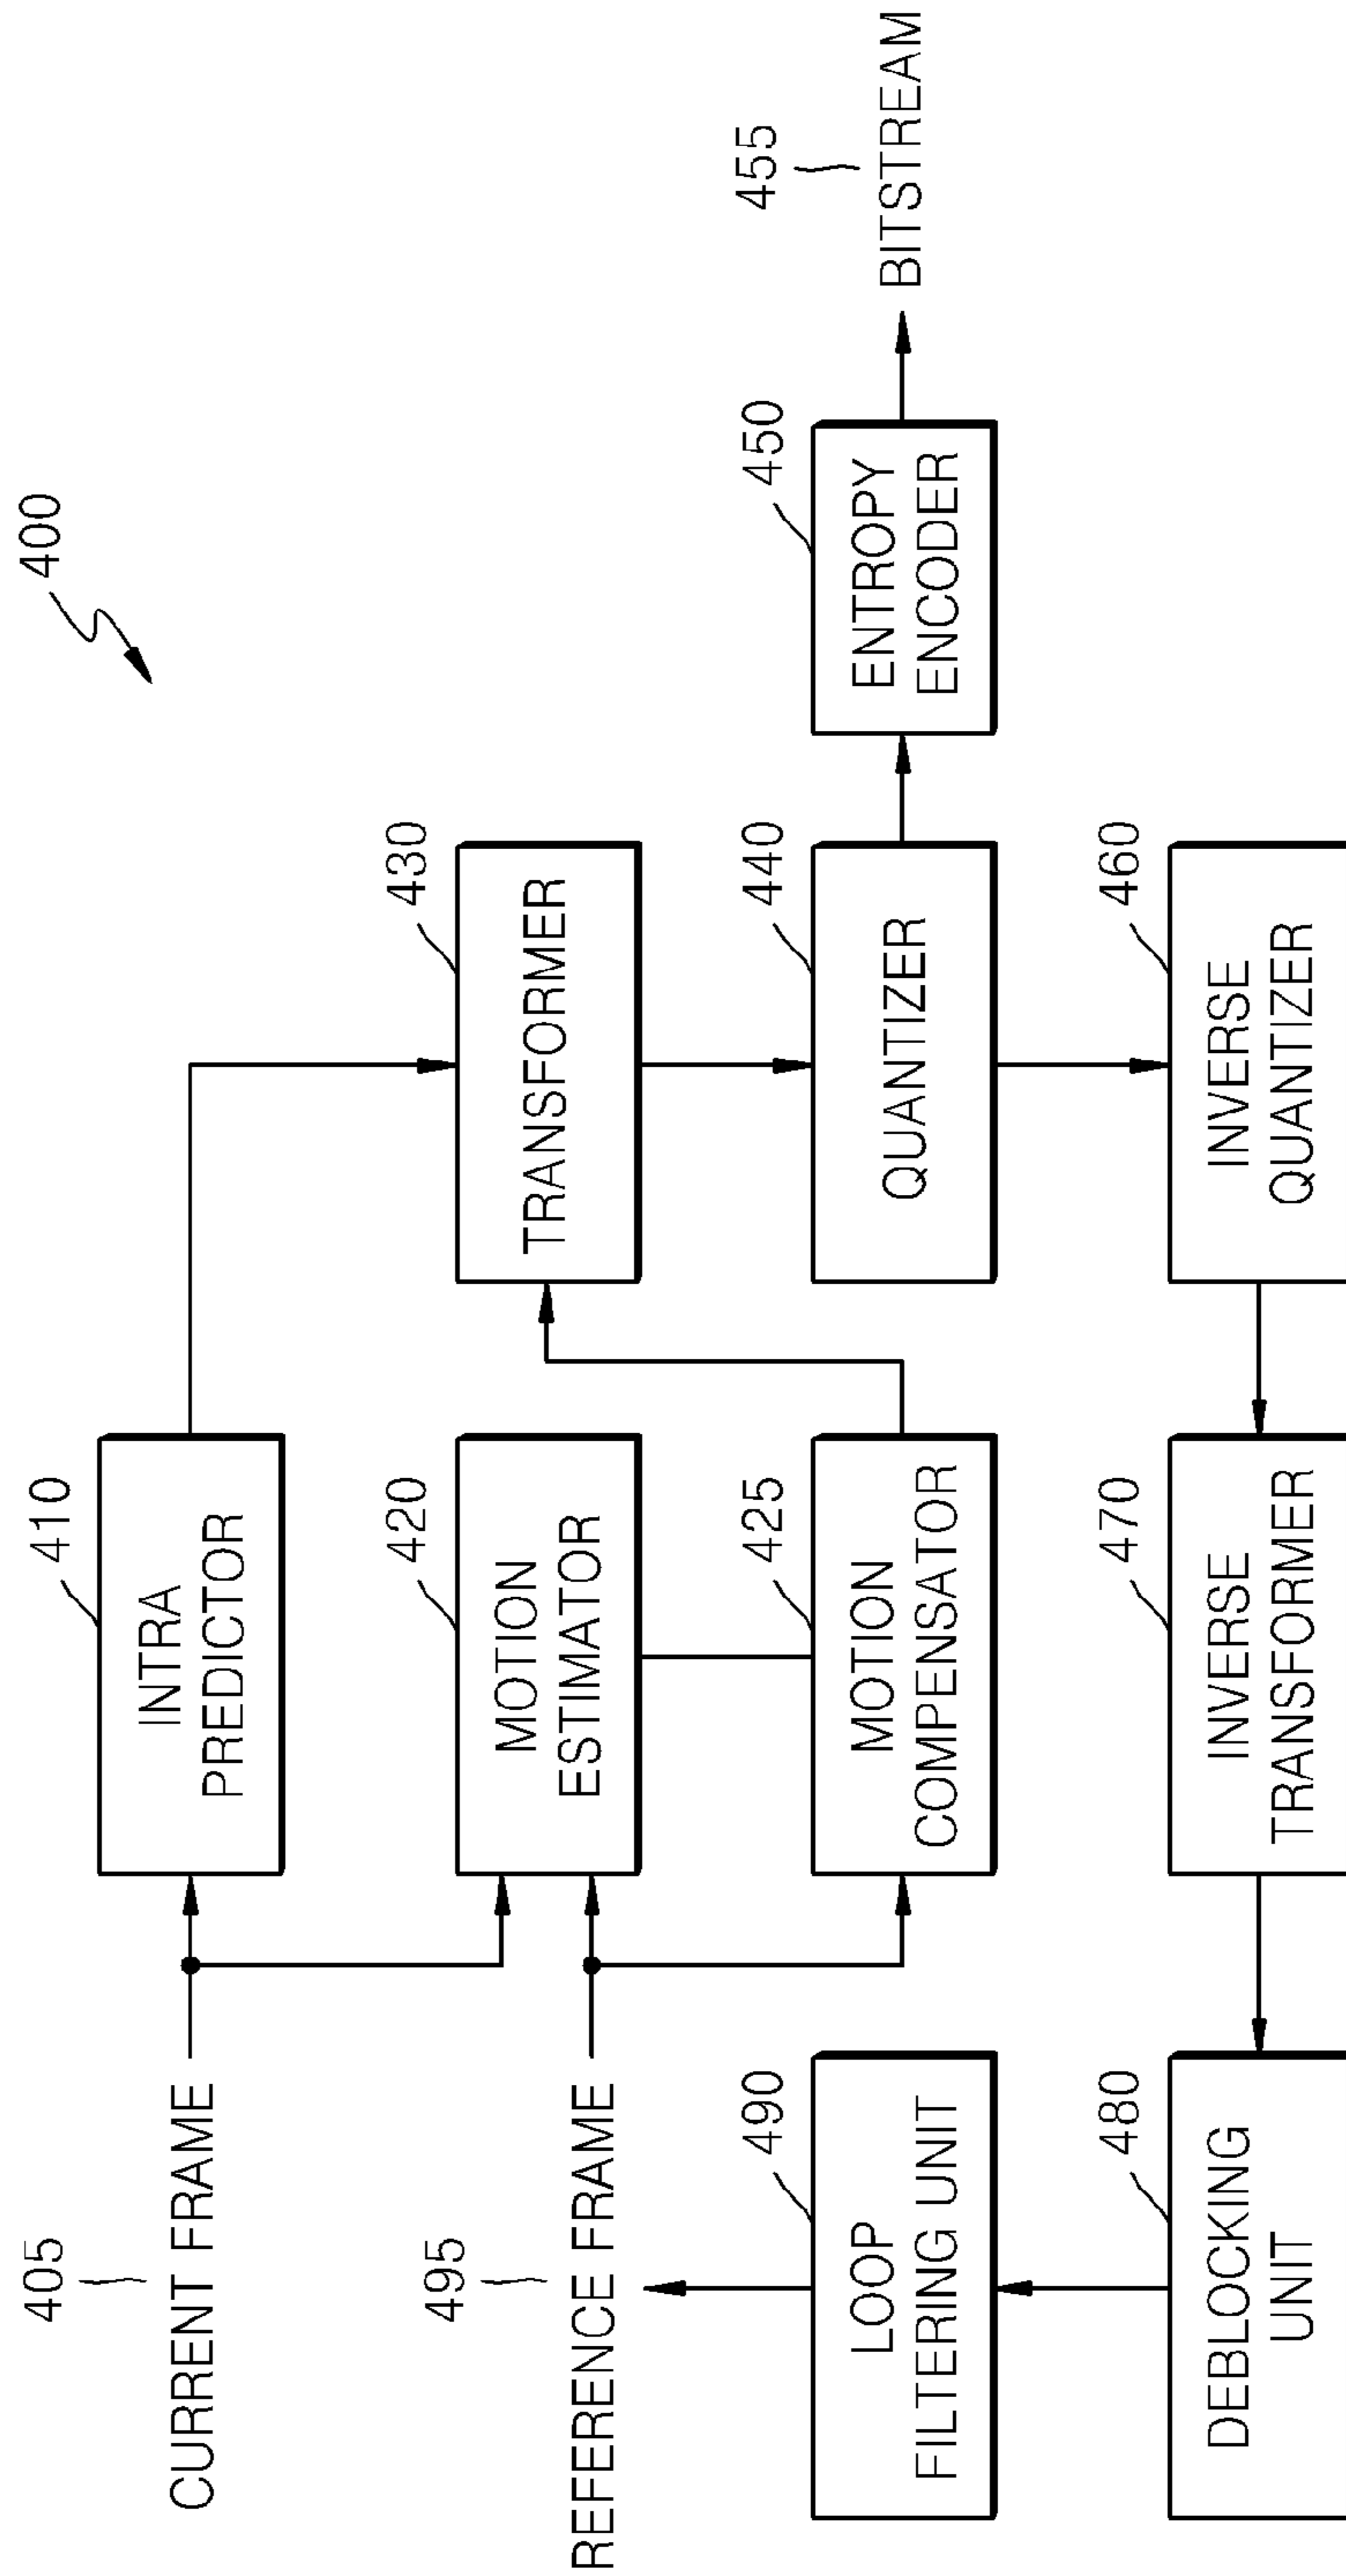 400
405
CURRENT FRAME
410
INTRA
PREDICTOR
495
REFERENCE FRAME
420
MOTION
ESTIMATOR
430
TRANSFORMER
490
LOOP
FILTERING UNIT
425
MOTION
COMPENSATOR
440
QUANTIZER
450
ENTROPY
ENCODER
455
BITSTREAM
480
DEBLOCKING
UNIT
470
INVERSE
TRANSFORMER
460
INVERSE
QUANTIZER